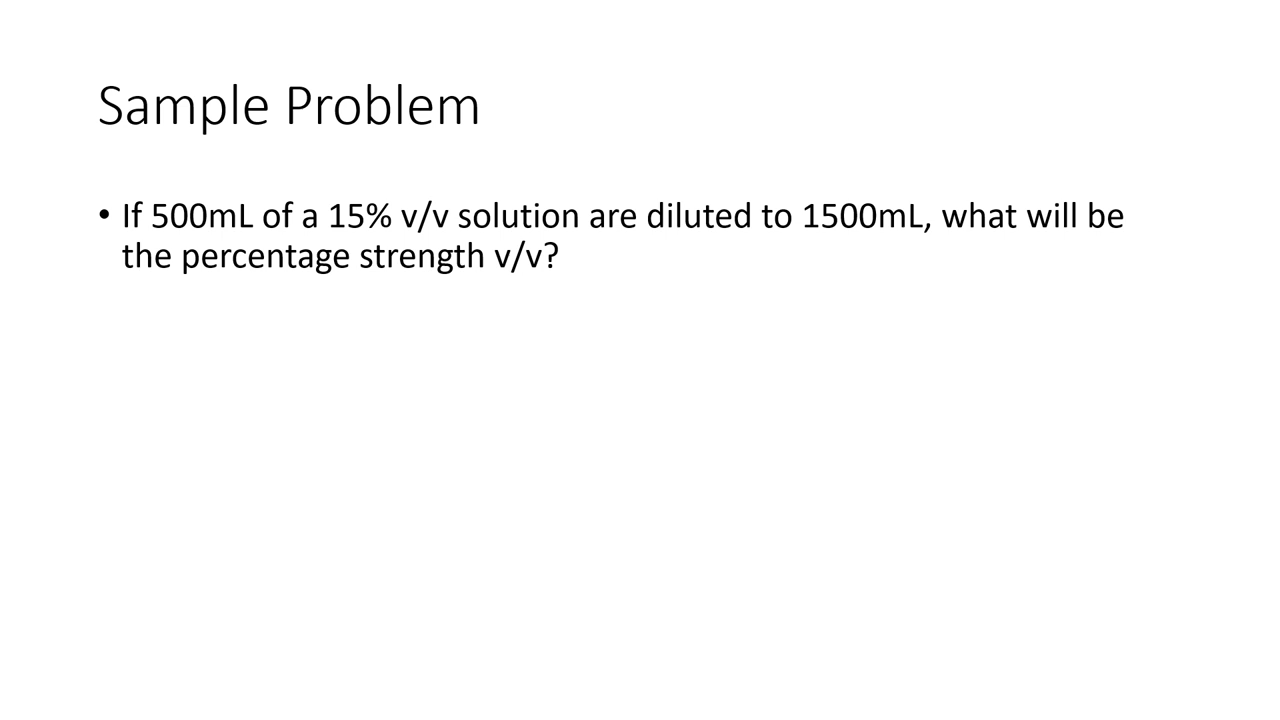 Sample Problem
• If 500mL of a 15% v/v solution are diluted to 1500mL, what will be
the percentage strength v/v?